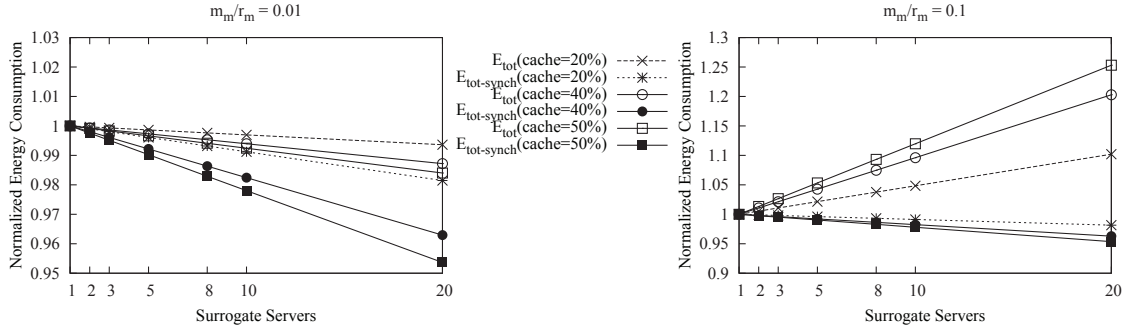 m_m/r_m = 0.01
Normalized Energy Consumption
1.03
1.02
1.01
1
0.99
0.98
0.97
0.96
0.95
1 2 3 5 8 10 20
Surrogate Servers
E_tot(cache=20%)
E_tot-synch(cache=20%)
E_tot(cache=40%)
E_tot-synch(cache=40%)
E_tot(cache=50%)
E_tot-synch(cache=50%)
m_m/r_m = 0.1
Normalized Energy Consumption
1.3
1.25
1.2
1.15
1.1
1.05
1
0.95
0.9
1 2 3 5 8 10 20
Surrogate Servers